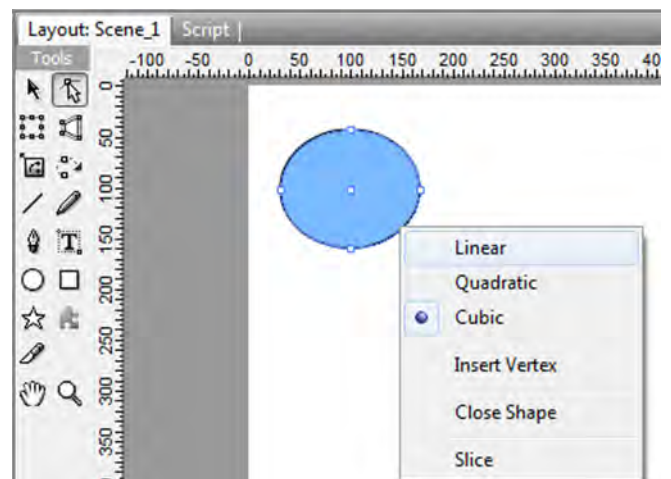 Layout: Scene_1 Script
Tools
-100 -50 0 50 100 150 200 250 300 350 40
0
50
100
150
200
250
300
350
T
Linear
Quadratic
Cubic
Insert Vertex
Close Shape
Slice